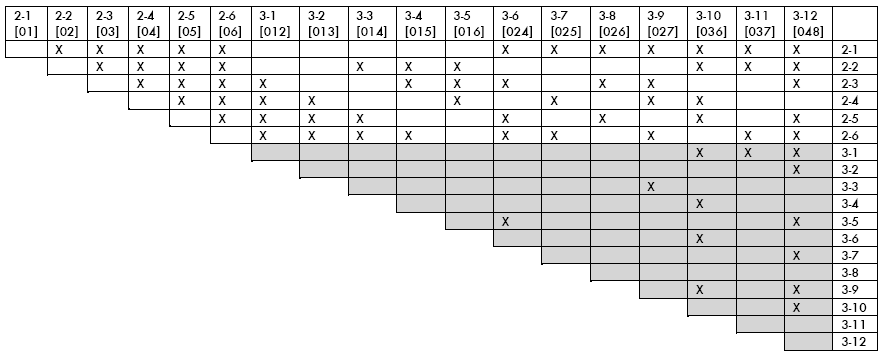 2-1 2-2 2-3 2-4 2-5 2-6 3-1 3-2 3-3 3-4 3-5 3-6 3-7 3-8 3-9 3-10 3-11 3-12
[01] [02] [03] [04] [05] [06] [012] [013] [014] [015] [016] [024] [025] [026] [027] [036] [037] [048]
X X X X X X X X X X X X 2-1
X X X X X X X X X X 2-2
X X X X X X X X X X 2-3
X X X X X X X X 2-4
X X X X X X X X 2-5
X X X X X X X X X 2-6
X X X 3-1
X 3-2
X 3-3
X 3-4
X X 3-5
X 3-6
X 3-7
3-8
X X 3-9
X 3-10
3-11
3-12